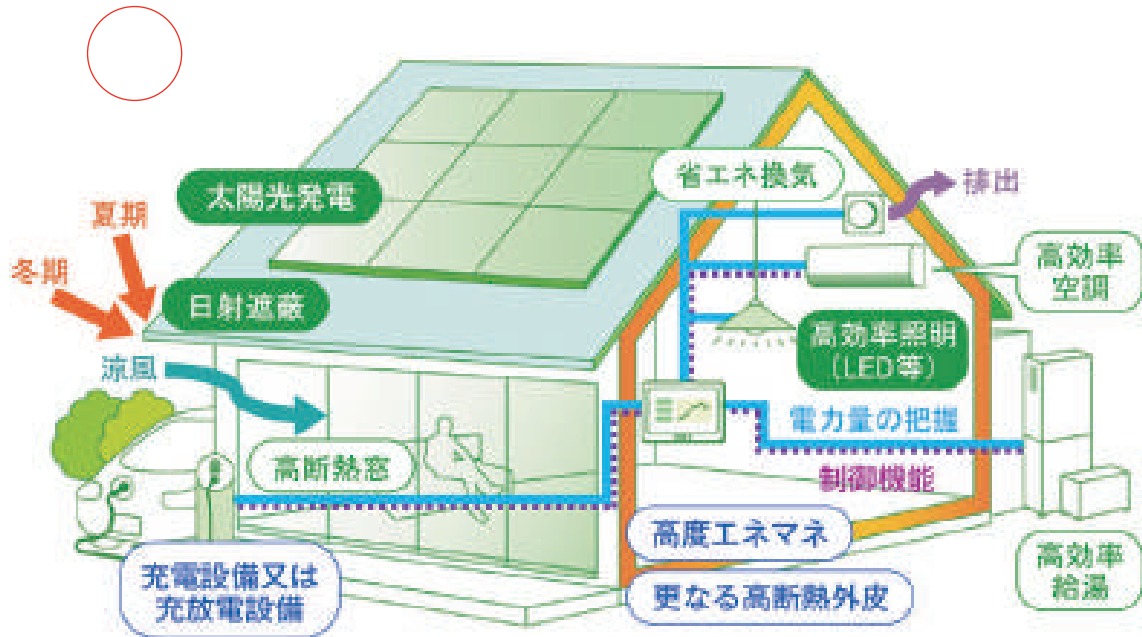 太陽光発電
省エネ換気
排出
夏期
冬期
日射遮蔽
高効率
空調
涼風
高効率照明
(LED等)
電力量の把握
制御機能
高断熱窓
高度エネマネ
充電設備又は
充放電設備
更なる高断熱外皮
高効率
給湯